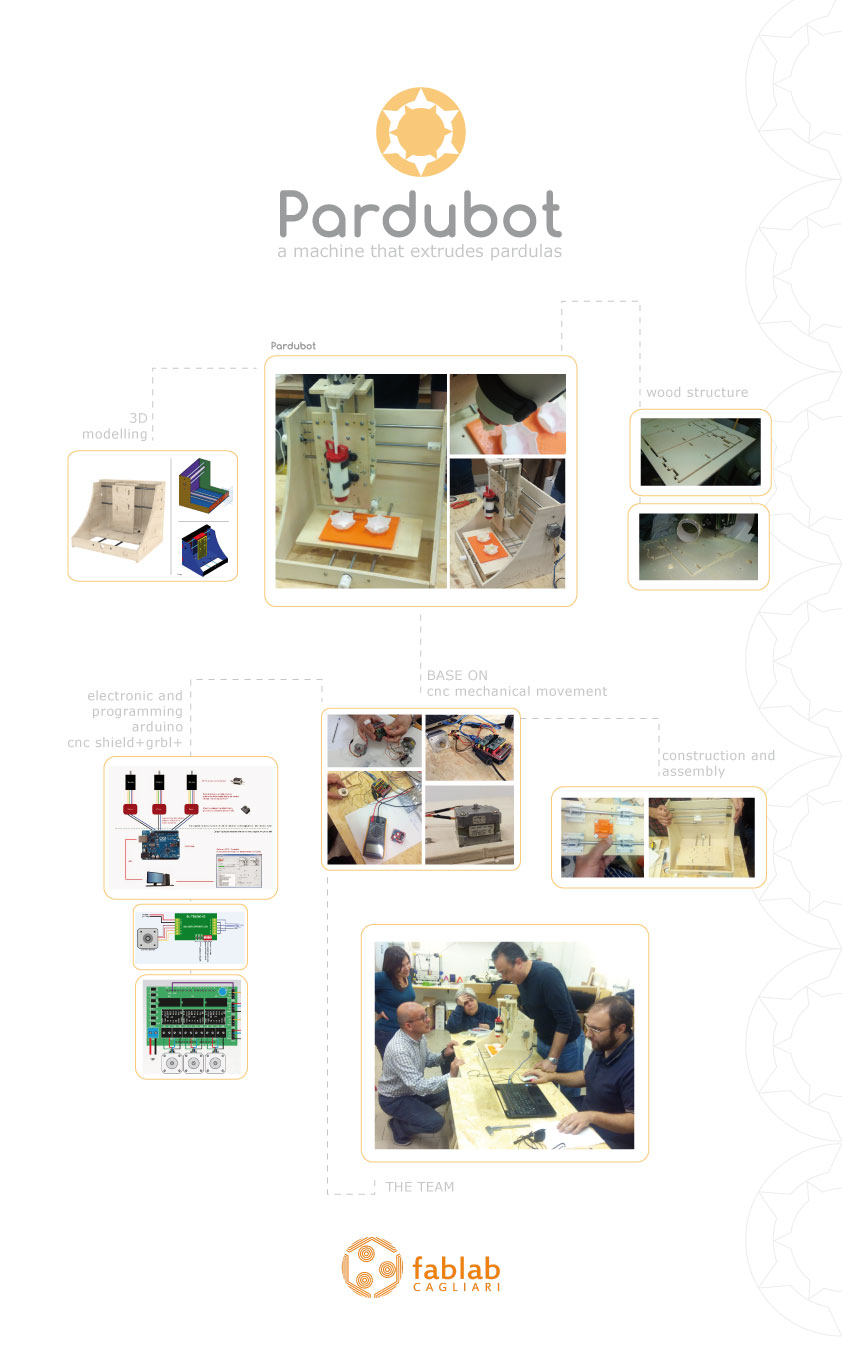 Pardubot
a machine that extrudes pardulas
Pardubot
wood structure
3D
modelling
BASE ON
cnc mechanical movement
electronic and
programming
arduino
cnc shield+grbl+
construction and
assembly
THE TEAM
fablab
CAGLIARI